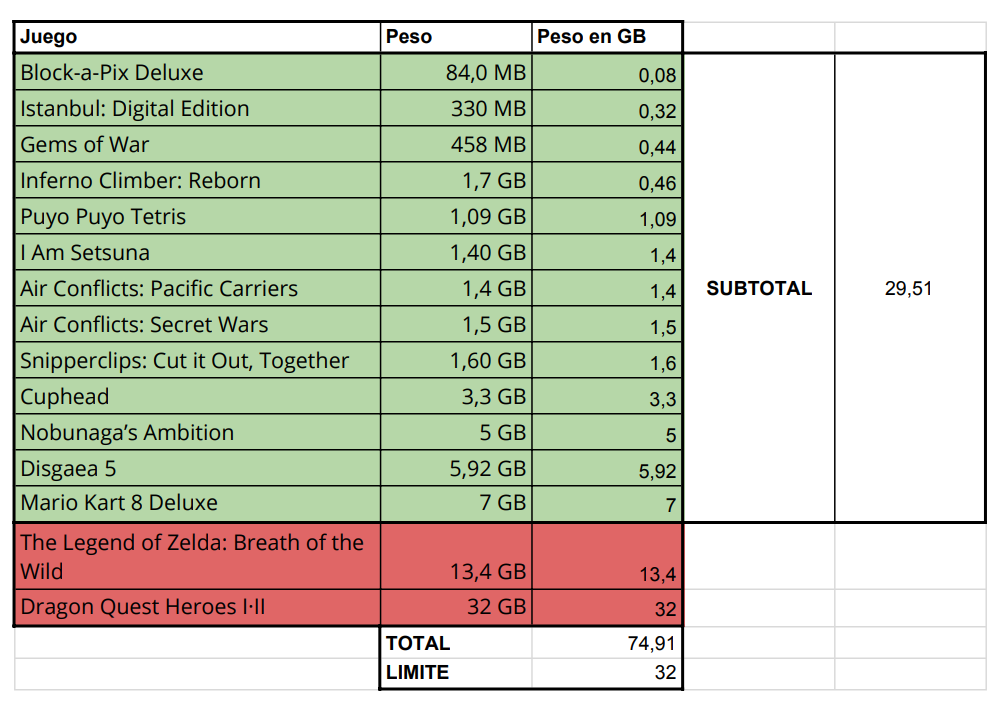 Juego Peso Peso en GB
Block-a-Pix Deluxe 84,0 MB 0,08
Istanbul: Digital Edition 330 MB 0,32
Gems of War 458 MB 0,44
Inferno Climber: Reborn 1,7 GB 0,46
Puyo Puyo Tetris 1,09 GB 1,09
I Am Setsuna 1,40 GB 1,4
Air Conflicts: Pacific Carriers 1,4 GB 1,4 SUBTOTAL 29,51
Air Conflicts: Secret Wars 1,5 GB 1,5
Snipperclips: Cut it Out, Together 1,60 GB 1,6
Cuphead 3,3 GB 3,3
Nobunaga’s Ambition 5 GB 5
Disgaea 5 5,92 GB 5,92
Mario Kart 8 Deluxe 7 GB 7
The Legend of Zelda: Breath of the
Wild 13,4 GB 13,4
Dragon Quest Heroes I·II 32 GB 32
TOTAL 74,91
LIMITE 32